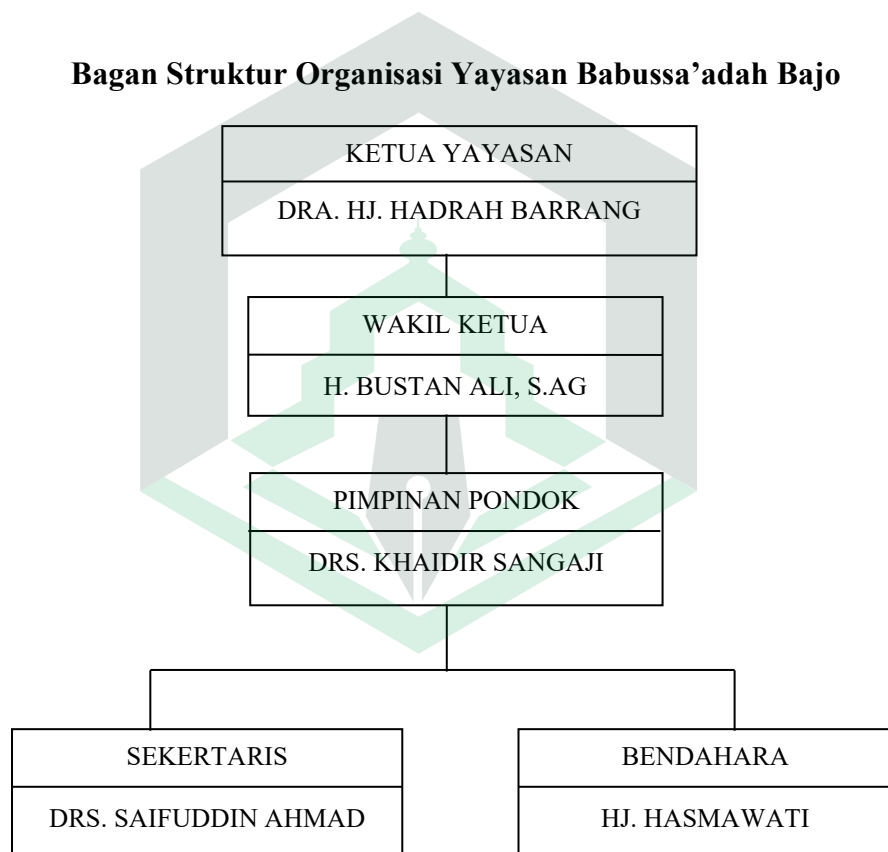 Bagan Struktur Organisasi Yayasan Babussa’adah Bajo
KETUA YAYASAN
DRA. HJ. HADRAH BARRANG
WAKIL KETUA
H. BUSTAN ALI, S.AG
PIMPINAN PONDOK
DRS. KHAIDIR SANGAJI
SEKERTARIS
DRS. SAIFUDDIN AHMAD
BENDAHARA
HJ. HASMAWATI